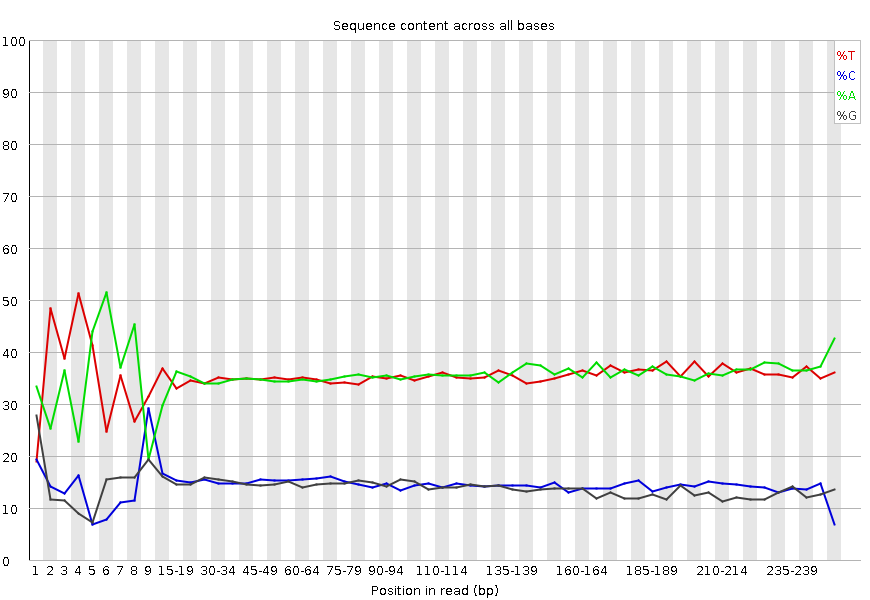 Sequence content across all bases
100
90
80
70
60
50
40
30
20
10
0
%T
%C
%A
%G
1 2 3 4 5 6 7 8 9 15-19 30-34 45-49 60-64 75-79 90-94 110-114 135-139 160-164 185-189 210-214 235-239
Position in read (bp)